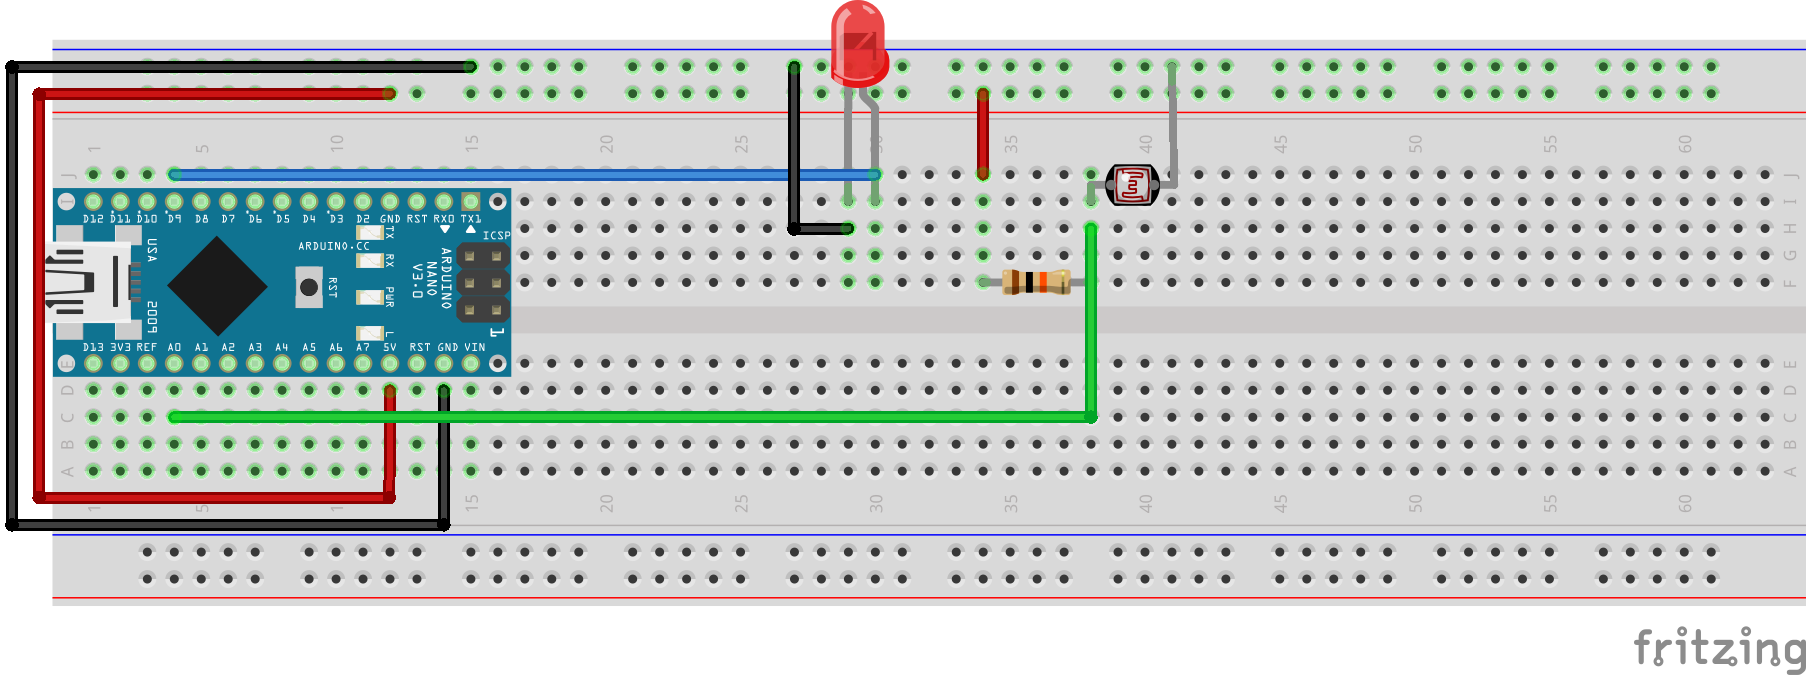 1 5 10 15 20 25 30 35 40 45 50 55 60
J J
I I
D12 D11 D10 D9 D8 D7 D6 D5 D4 D3 D2 GND RST RX0 TX1
H H
ICSP
TX
ARDUINO.CC
RX
RST
PWR
L
USA
2009
ARDUINO
NANO
V3.0
1
G G
F F
D13 3V3 REF A0 A1 A2 A3 A4 A5 A6 A7 5V RST GND VIN
E E
D D
C C
B B
A A
1 5 10 15 20 25 30 35 40 45 50 55 60
fritzing